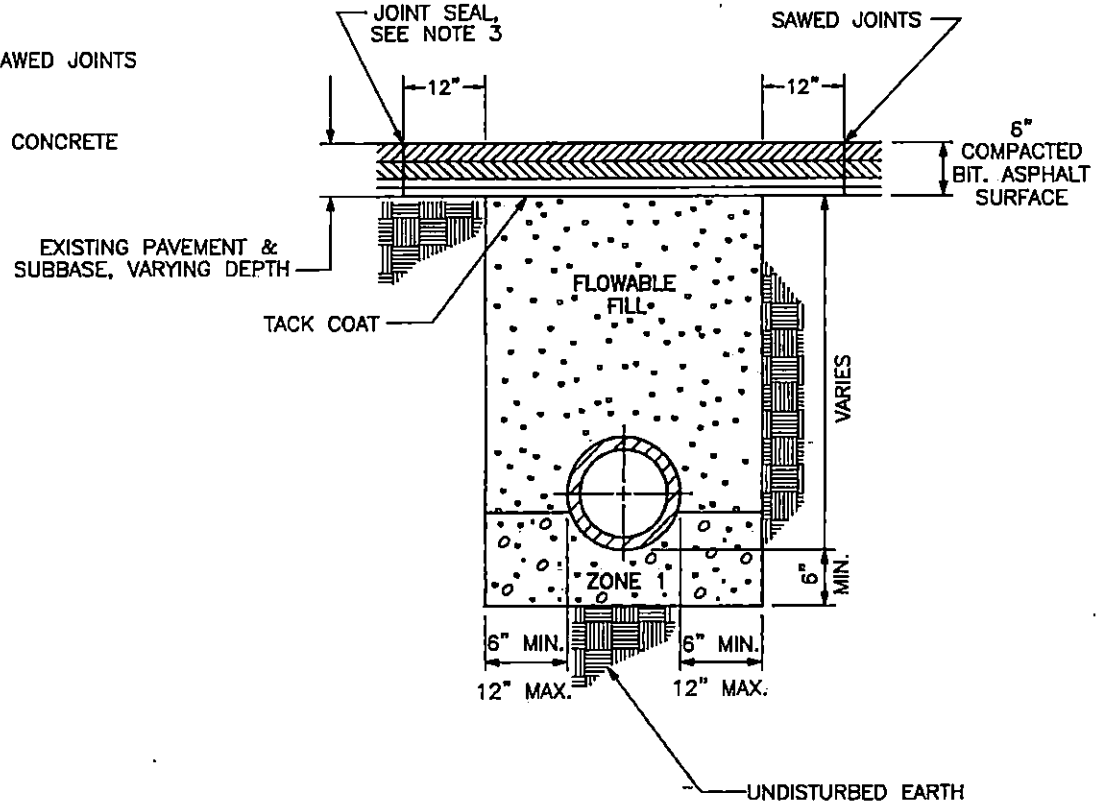 JOINT SEAL,
SEE NOTE 3
SAWED JOINTS
AWED JOINTS
12"
12"
CONCRETE
6"
COMPACTED
BIT. ASPHALT
SURFACE
EXISTING PAVEMENT &
SUBBASE, VARYING DEPTH
FLOWABLE
FILL
TACK COAT
VARIES
ZONE 1
6"
MIN.
6" MIN.
12" MAX.
6" MIN.
12" MAX.
UNDISTURBED EARTH